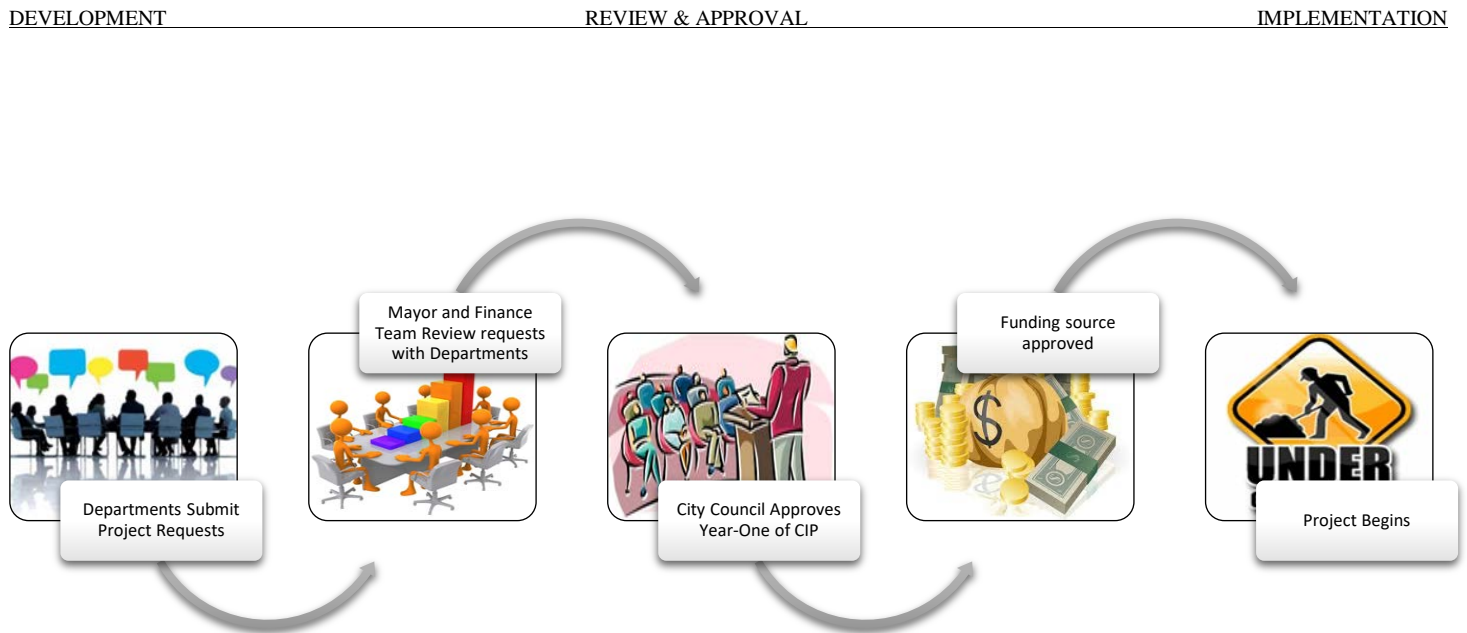 DEVELOPMENT REVIEW & APPROVAL IMPLEMENTATION
Departments Submit
Project Requests
Mayor and Finance
Team Review requests
with Departments
City Council Approves
Year-One of CIP
$
Funding source
approved
UNDER
Project Begins